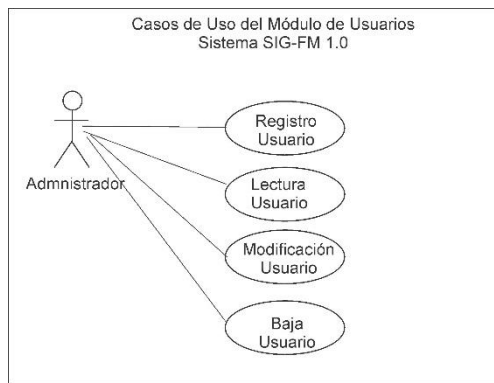 Casos de Uso del Módulo de Usuarios
Sistema SIG-FM 1.0
Registro
Usuario
Admnistrador
Lectura
Usuario
Modificación
Usuario
Baja
Usuario